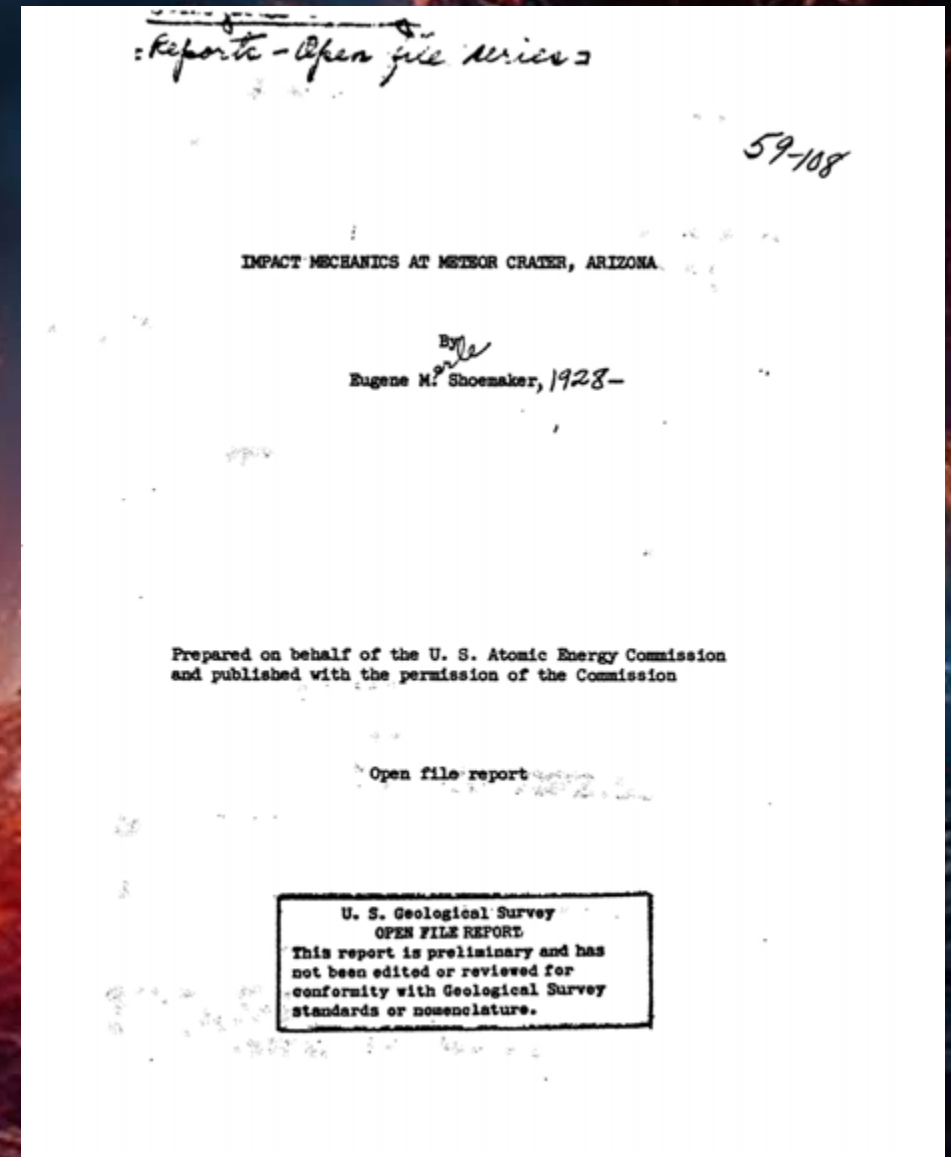 Reports - Open file series
59-108
IMPACT MECHANICS AT METEOR CRATER, ARIZONA
By
Eugene M. Shoemaker, 1928-
erle
Prepared on behalf of the U. S. Atomic Energy Commission
and published with the permission of the Commission
Open file report
U. S. Geological Survey
OPEN FILE REPORT
This report is preliminary and has
not been edited or reviewed for
conformity with Geological Survey
standards or nomenclature.